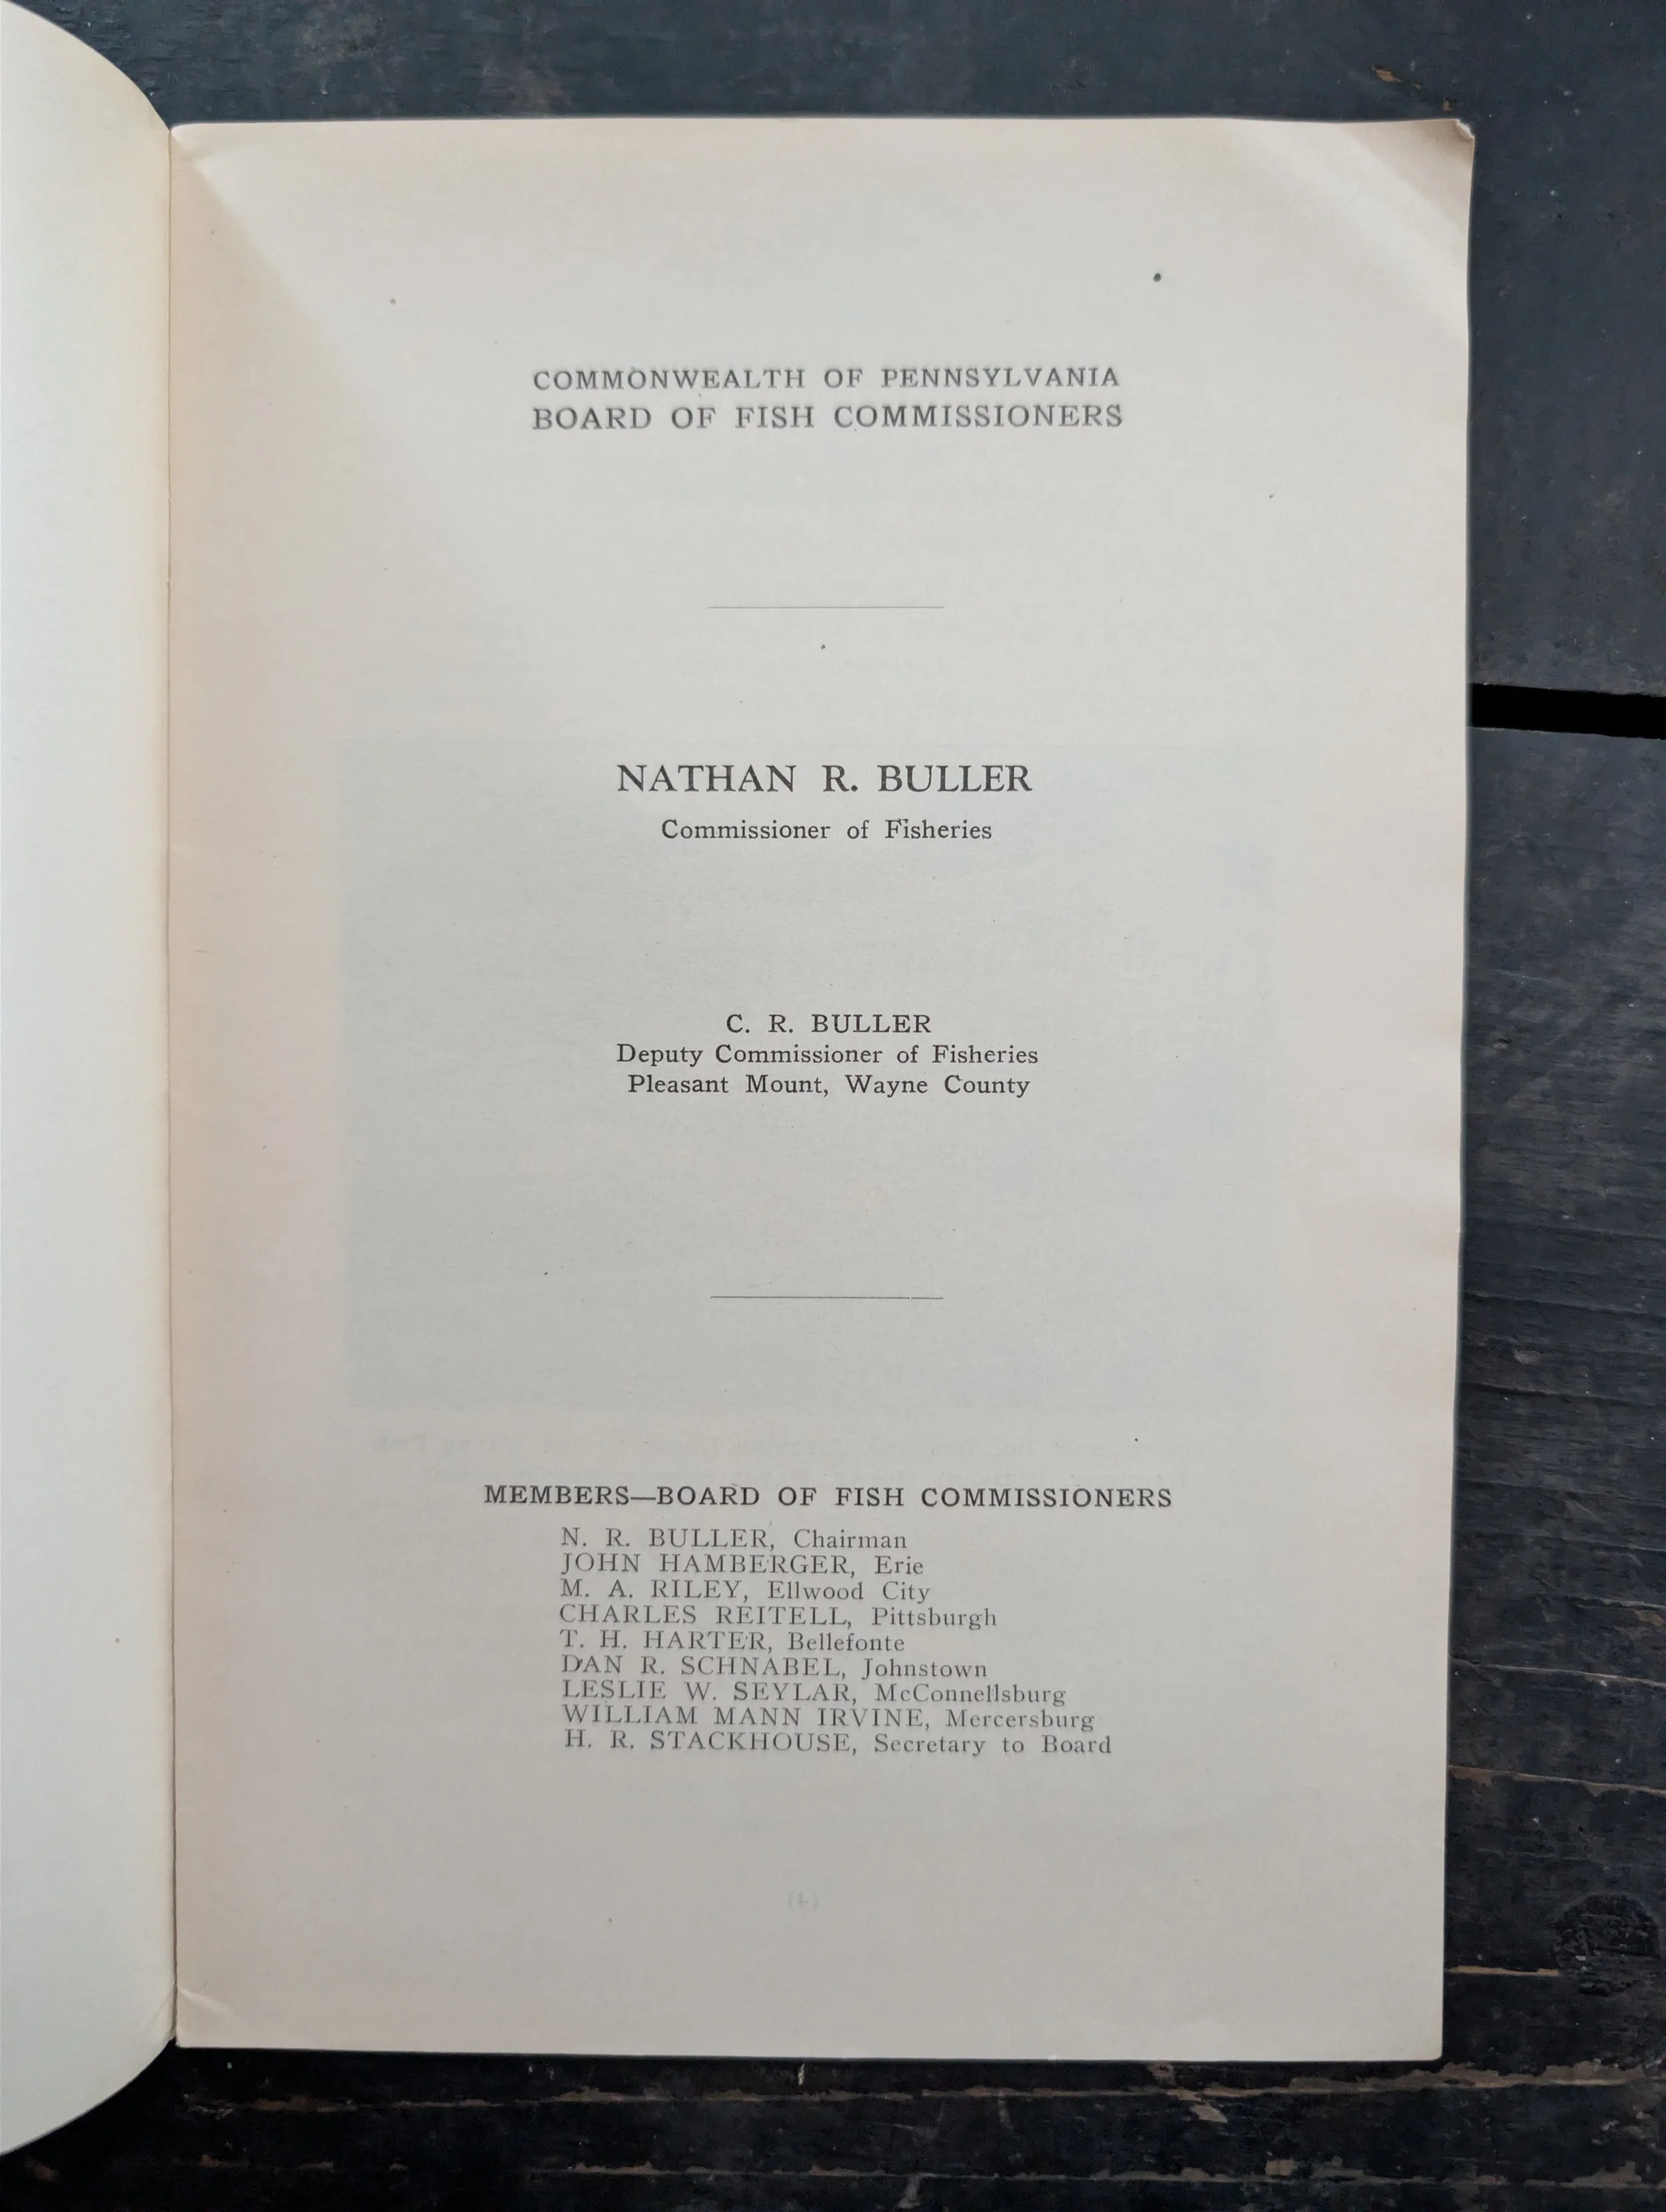 COMMONWEALTH OF PENNSYLVANIA
BOARD OF FISH COMMISSIONERS
NATHAN R. BULLER
Commissioner of Fisheries
C. R. BULLER
Deputy Commissioner of Fisheries
Pleasant Mount, Wayne County
MEMBERS—BOARD OF FISH COMMISSIONERS
N. R. BULLER, Chairman
JOHN HAMBERGER, Erie
M. A. RILEY, Ellwood City
CHARLES REITELL, Pittsburgh
T. H. HARTER, Bellefonte
DAN R. SCHNABEL, Johnstown
LESLIE W. SEYLAR, McConnellsburg
WILLIAM MANN IRVINE, Mercersburg
H. R. STACKHOUSE, Secretary to Board